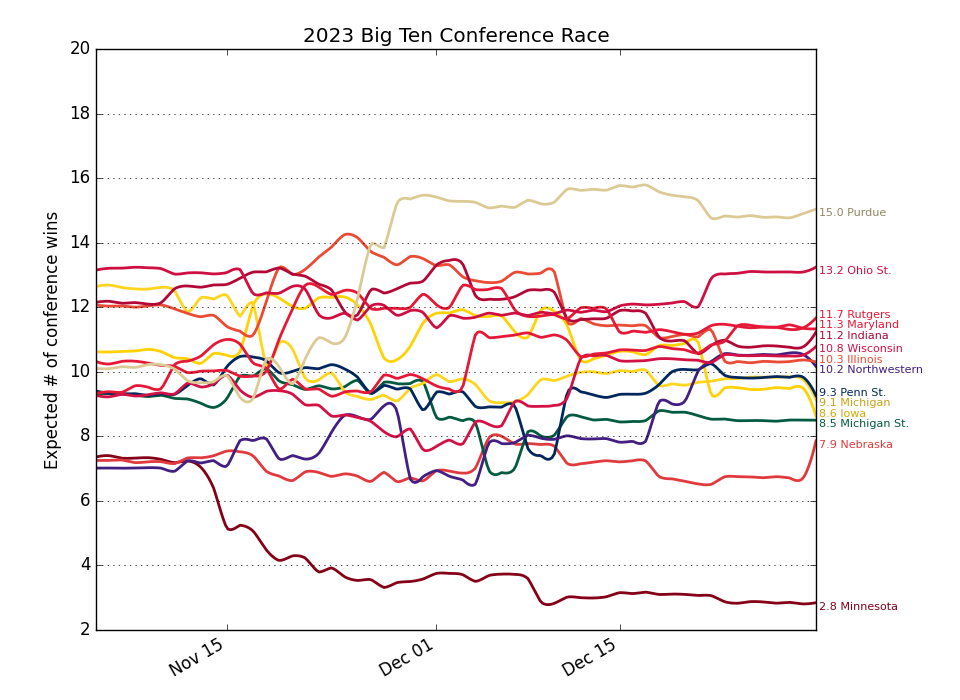 2023 Big Ten Conference Race
Expected # of conference wins
20
18
16
14
12
10
8
6
4
2
15.0 Purdue
13.2 Ohio St.
11.7 Rutgers
11.3 Maryland
11.2 Indiana
10.8 Wisconsin
10.3 Illinois
10.2 Northwestern
9.3 Penn St.
9.1 Michigan
8.6 Iowa
8.5 Michigan St.
7.9 Nebraska
2.8 Minnesota
Nov 15
Dec 01
Dec 15